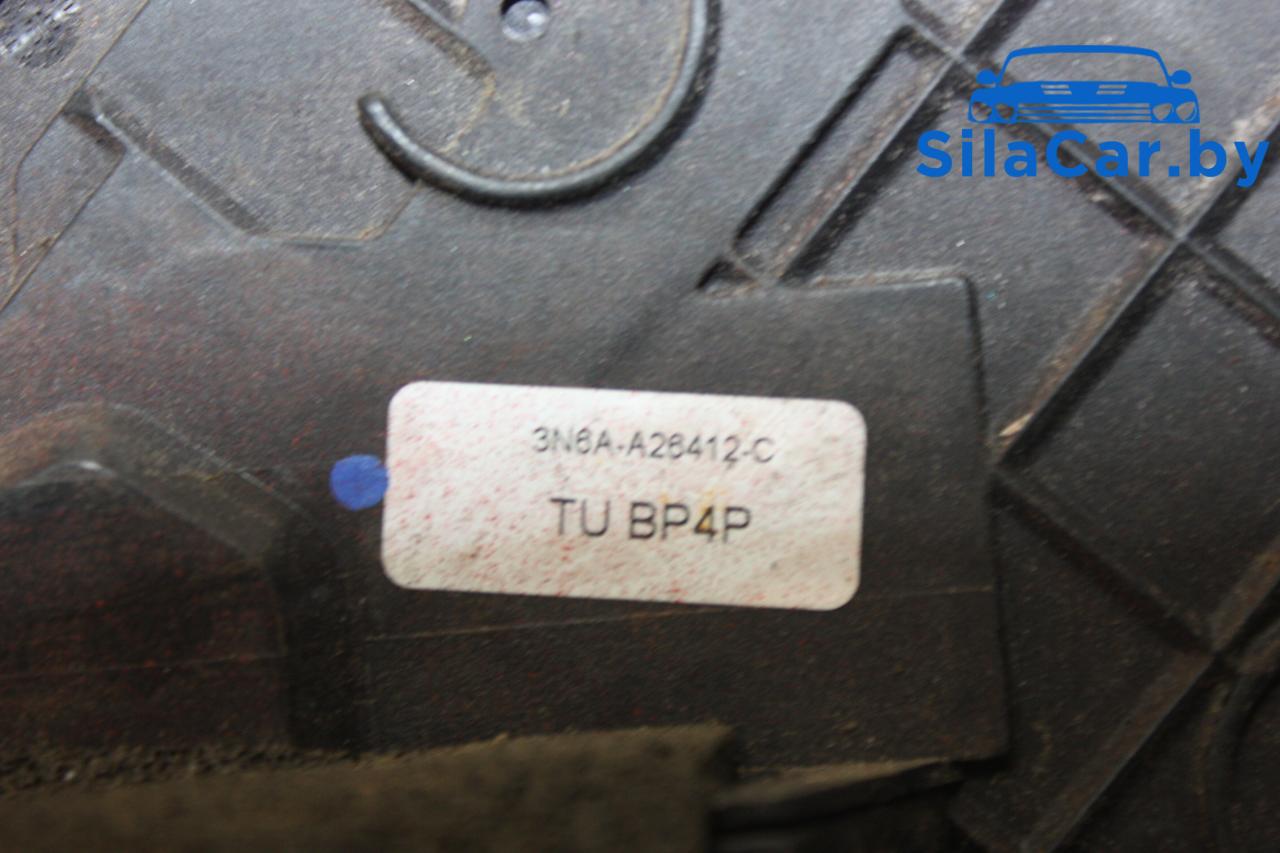 SilaCar.by
3N6A-A26412-C
TU BP4P